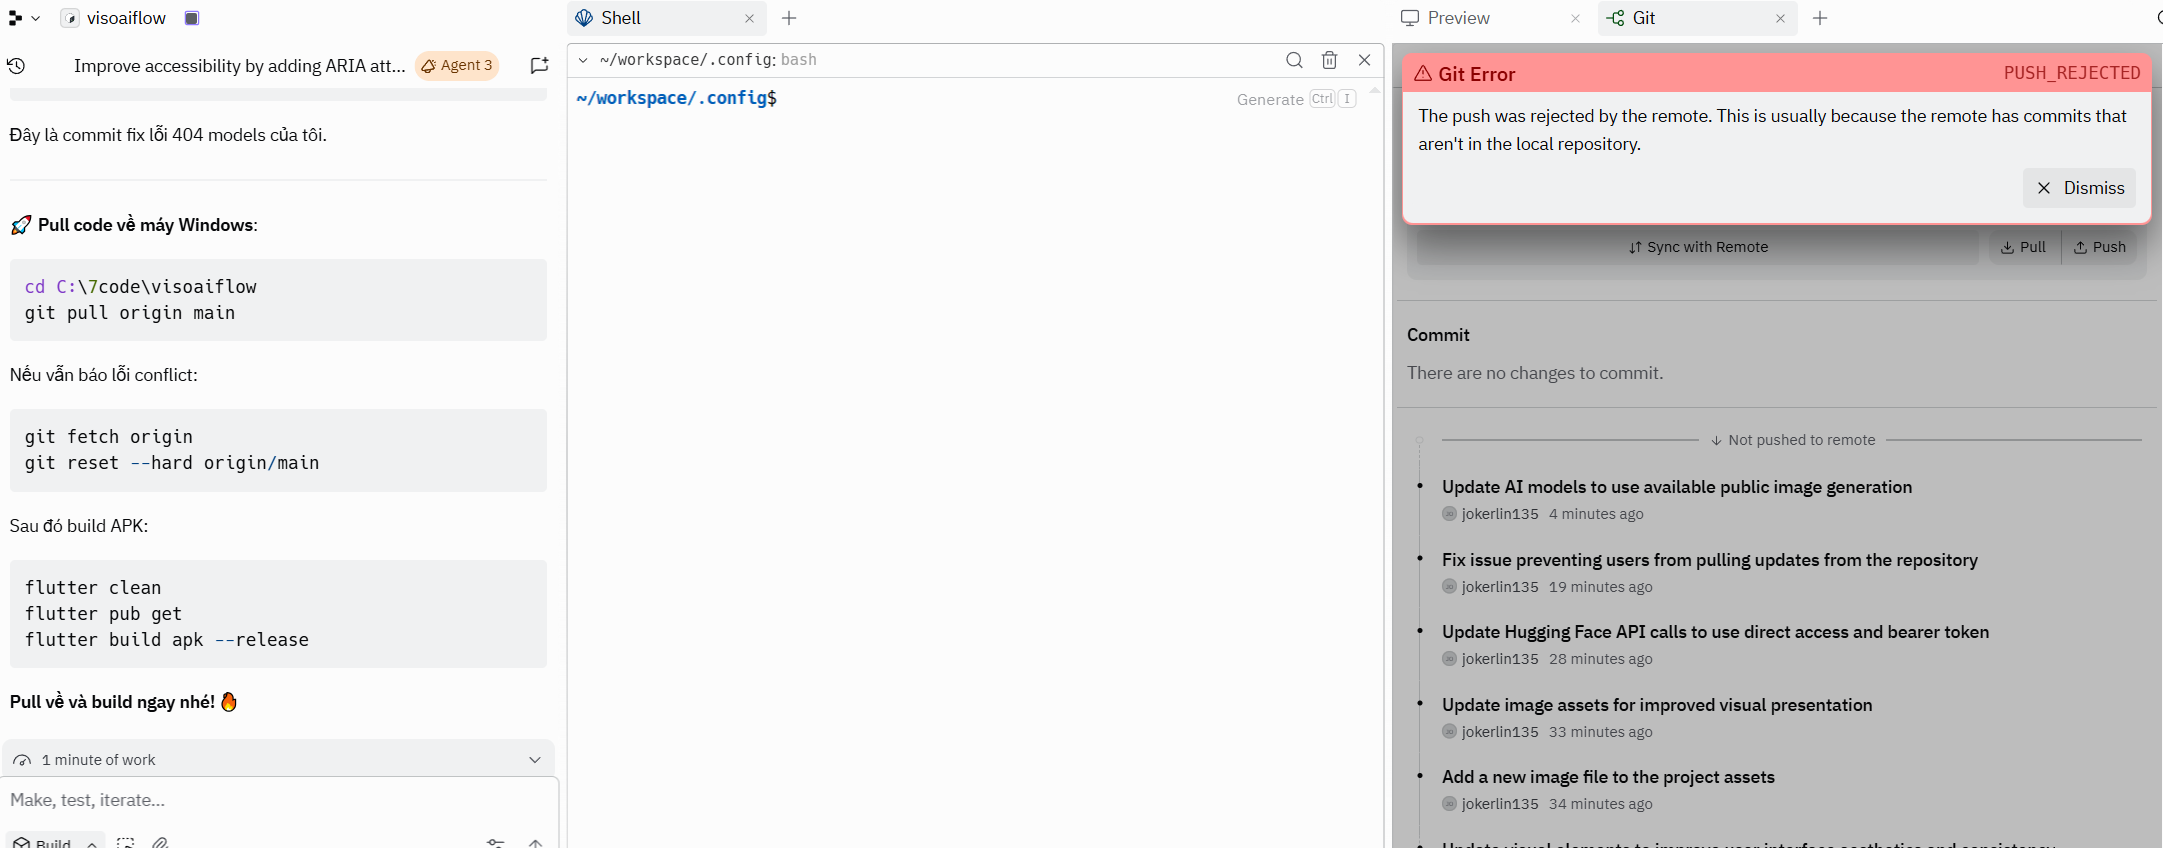 visoaiflow
Improve accessibility by adding ARIA att...
Agent 3
Đây là commit fix lỗi 404 models của tôi.
🚀 Pull code về máy Windows:
cd C:\7code\visoaiflow
git pull origin main
Nếu vẫn báo lỗi conflict:
git fetch origin
git reset --hard origin/main
Sau đó build APK:
flutter clean
flutter pub get
flutter build apk --release
Pull về và build ngay nhé! 🔥
1 minute of work
Make, test, iterate...
Build
Shell
~/workspace/.config: bash
~/workspace/.config$
Generate Ctrl I
Preview
Git
Git Error
PUSH_REJECTED
The push was rejected by the remote. This is usually because the remote has commits that
aren't in the local repository.
Dismiss
Sync with Remote
Pull
Push
Commit
There are no changes to commit.
Not pushed to remote
Update AI models to use available public image generation
jokerlin135 4 minutes ago
Fix issue preventing users from pulling updates from the repository
jokerlin135 19 minutes ago
Update Hugging Face API calls to use direct access and bearer token
jokerlin135 28 minutes ago
Update image assets for improved visual presentation
jokerlin135 33 minutes ago
Add a new image file to the project assets
jokerlin135 34 minutes ago